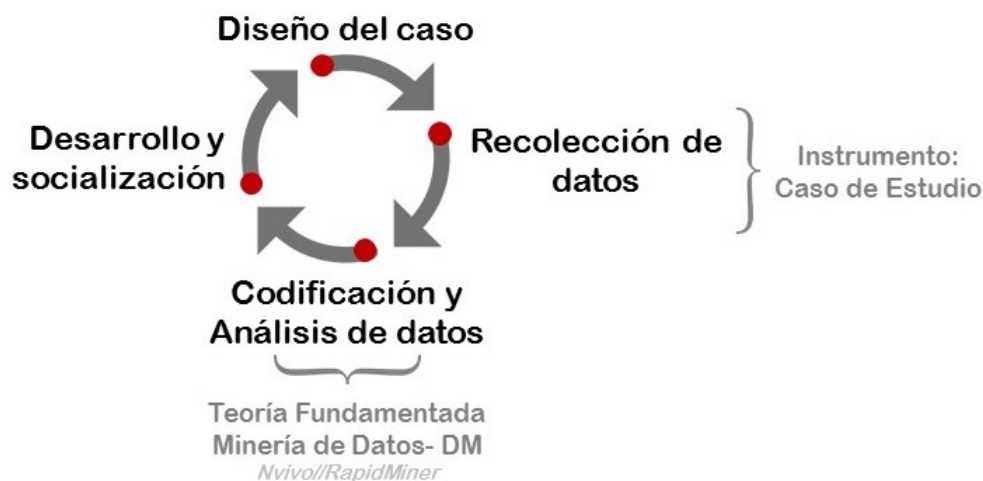 Diseño del caso
Desarrollo y
socialización
Recolección de
datos
Instrumento:
Caso de Estudio
Codificación y
Análisis de datos
Teoría Fundamentada
Minería de Datos- DM
Nvivo//RapidMiner